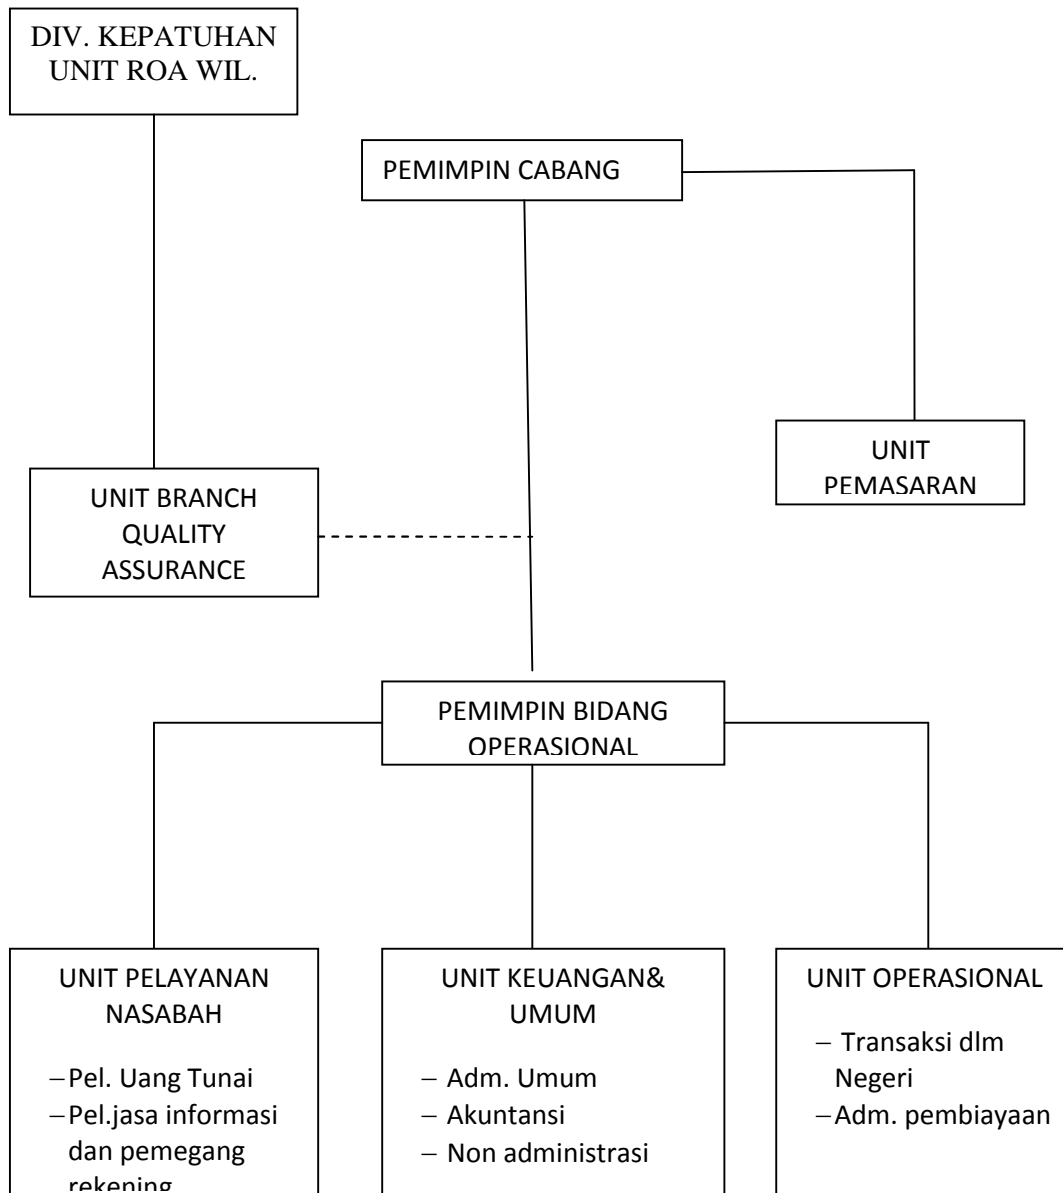 DIV. KEPATUHAN
UNIT ROA WIL.
PEMIMPIN CABANG
UNIT
PEMASARAN
UNIT BRANCH
QUALITY
ASSURANCE
PEMIMPIN BIDANG
OPERASIONAL
UNIT PELAYANAN
NASABAH
– Pel. Uang Tunai
– Pel.jasa informasi
dan pemegang
rekening
UNIT KEUANGAN&
UMUM
– Adm. Umum
– Akuntansi
– Non administrasi
UNIT OPERASIONAL
– Transaksi dlm
Negeri
– Adm. pembiayaan